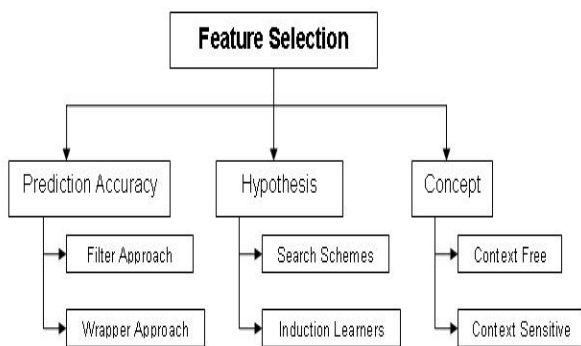 Feature Selection
Prediction Accuracy
Hypothesis
Concept
Filter Approach
Search Schemes
Context Free
Wrapper Approach
Induction Learners
Context Sensitive